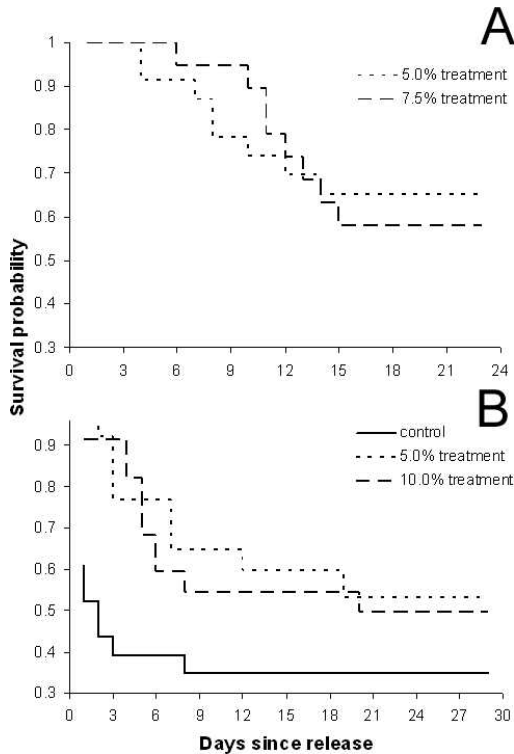 A
1
0.9
0.8
0.7
0.6
0.5
0.4
0.3
0 3 6 9 12 15 18 21 24
5.0% treatment
7.5% treatment
Survival probability
B
0.9
0.8
0.7
0.6
0.5
0.4
0.3
0 3 6 9 12 15 18 21 24 27 30
control
5.0% treatment
10.0% treatment
Days since release